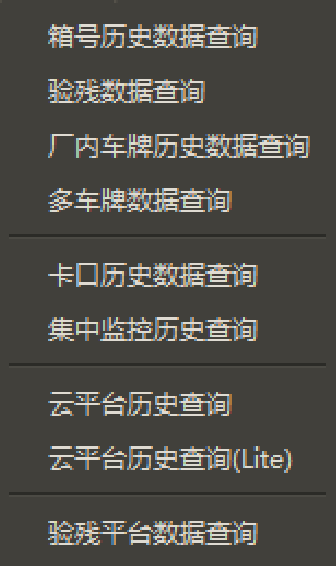 箱号历史数据查询
验残数据查询
厂内车牌历史数据查询
多车牌数据查询
卡口历史数据查询
集中监控历史查询
云平台历史查询
云平台历史查询(Lite)
验残平台数据查询